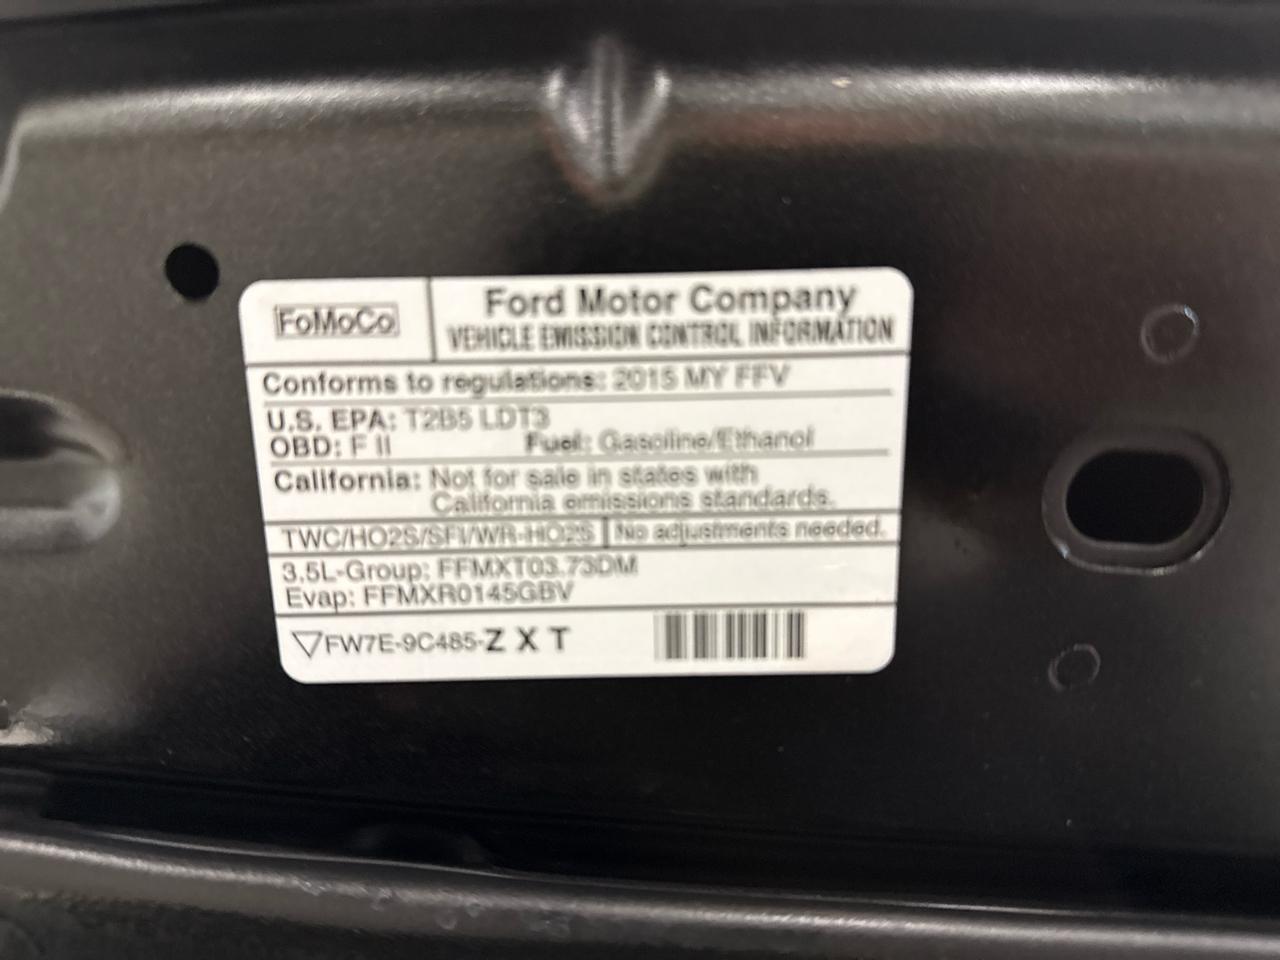 FoMoCo
Ford Motor Company
VEHICLE EMISSION CONTROL INFORMATION
Conforms to regulations: 2015 MY FFV
U.S. EPA: T2B5 LDT3
OBD: F II Fuel: Gasoline/Ethanol
California: Not for sale in states with
California emissions standards.
TWC/HO2S/SFI/WR-HO2S No adjustments needed.
3.5L-Group: FFMXT03.73DM
Evap: FFMXR0145GBV
FW7E-9C485-Z X T